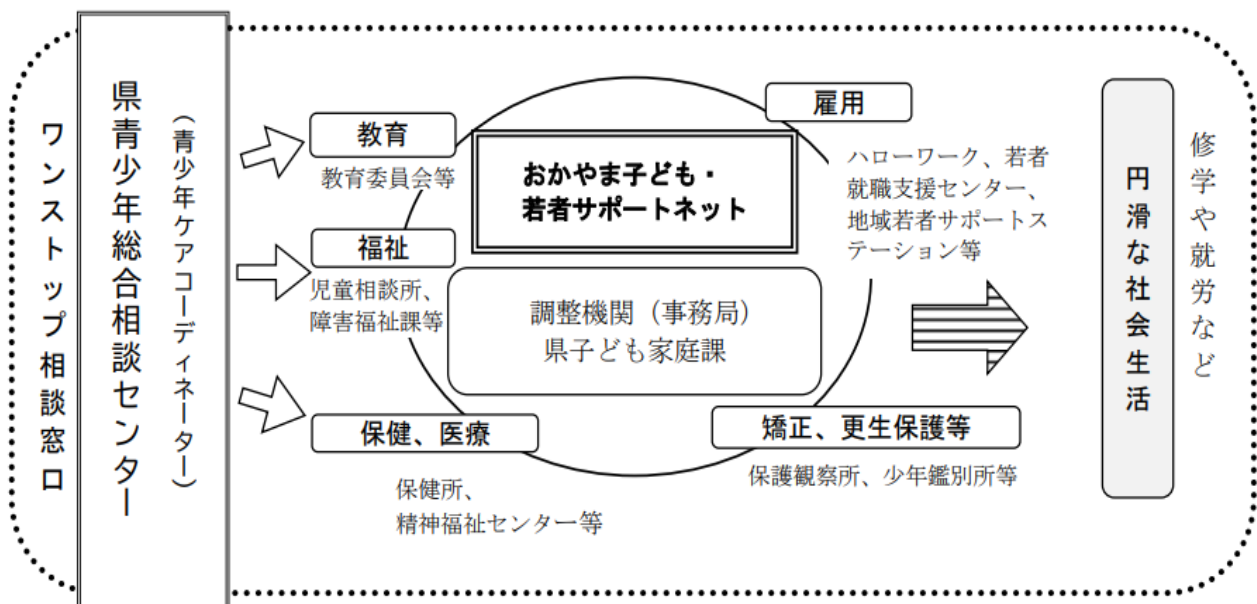 ワンストップ相談窓口
県青少年総合相談センター
（青少年ケアコーディネーター）
教育
教育委員会等
福祉
児童相談所、
障害福祉課等
保健、医療
保健所、
精神福祉センター等
おかやま子ども・
若者サポートネット
調整機関（事務局）
県子ども家庭課
雇用
ハローワーク、若者
就職支援センター、
地域若者サポートス
テーション等
矯正、更生保護等
保護観察所、少年鑑別所等
円滑な社会生活
修学や就労など